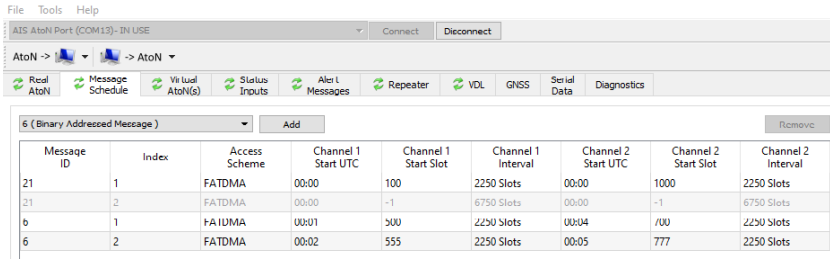 File Tools Help
AIS AtoN Port (COM13)- IN USE Connect Disconnect
AtoN -> -> AtoN
Real AtoN Message Schedule Virtual AtoN(s) Status Inputs Alert Messages Repeater VDL GNSS Serial Data Diagnostics
6 (Binary Addressed Message ) Add Remove
Message ID Index Access Scheme Channel 1 Start UTC Channel 1 Start Slot Channel 1 Interval Channel 2 Start UTC Channel 2 Start Slot Channel 2 Interval
21 1 FATDMA 00:00 100 2250 Slots 00:00 1000 2250 Slots
21 2 FATDMA 00:00 -1 6750 Slots 00:00 -1 6750 Slots
6 1 FATDMA 00:01 500 2250 Slots 00:04 700 2250 Slots
6 2 FATDMA 00:02 555 2250 Slots 00:05 777 2250 Slots